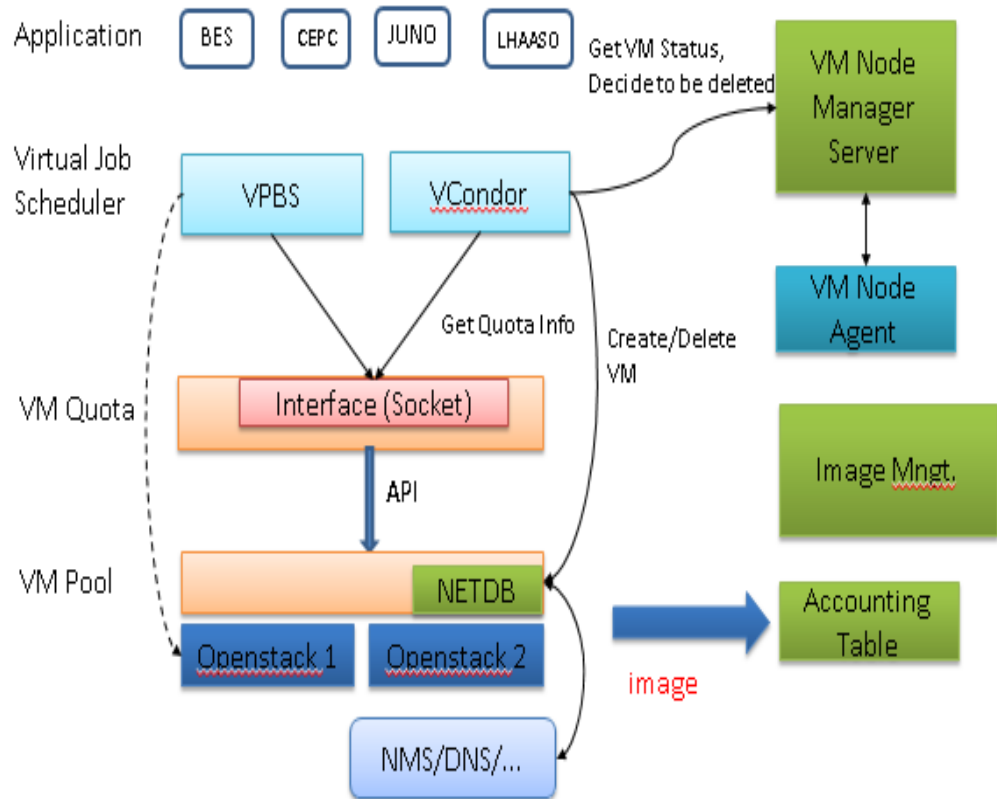 Application
BES
CEPC
JUNO
LHAASO
Get VM Status,
Decide to be deleted
VM Node
Manager
Server
Virtual Job
Scheduler
VPBS
VCondor
VM Node
Agent
Get Quota Info
Create/Delete
VM
VM Quota
Interface (Socket)
API
Image Mngt.
VM Pool
NETDB
Accounting
Table
Openstack 1
Openstack 2
image
NMS/DNS/...